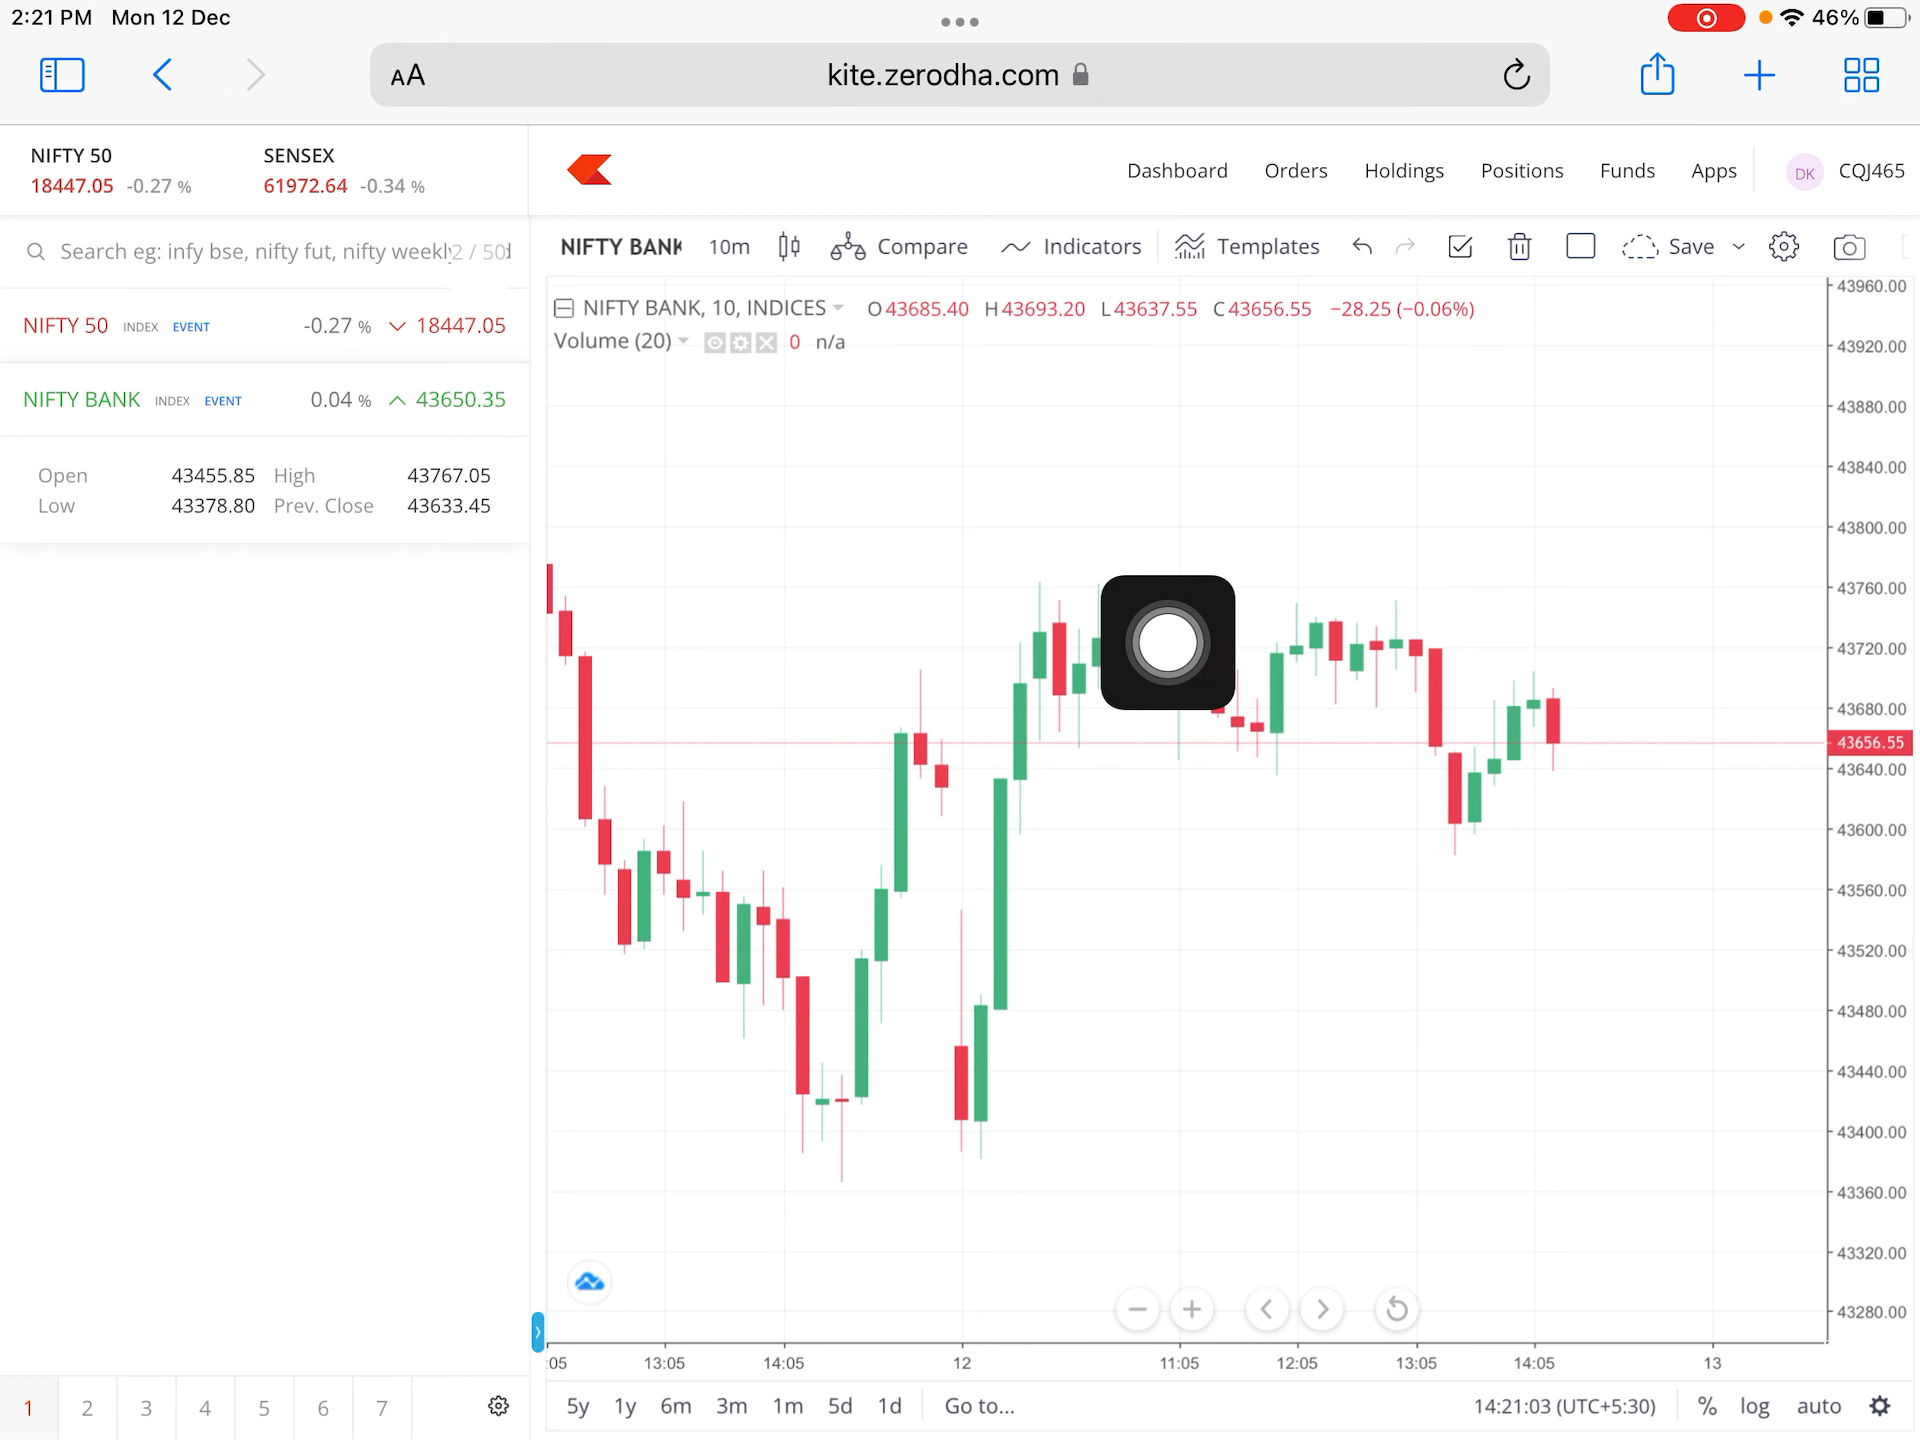 2:21 PM Mon 12 Dec
46%
AA
kite.zerodha.com
NIFTY 50
SENSEX
18447.05 -0.27 %
61972.64 -0.34 %
Dashboard
Orders
Holdings
Positions
Funds
Apps
DK
CQJ465
Search eg: infy bse, nifty fut, nifty weekly
2 / 50
NIFTY BANK
10m
Compare
Indicators
Templates
Save
NIFTY 50 INDEX EVENT -0.27 % 18447.05
NIFTY BANK INDEX EVENT 0.04 % 43650.35
Open 43455.85 High 43767.05
Low 43378.80 Prev. Close 43633.45
NIFTY BANK, 10, INDICES O43685.40 H43693.20 L43637.55 C43656.55 −28.25 (−0.06%)
Volume (20) 0 n/a
43960.00
43920.00
43880.00
43840.00
43800.00
43760.00
43720.00
43680.00
43656.55
43640.00
43600.00
43560.00
43520.00
43480.00
43440.00
43400.00
43360.00
43320.00
43280.00
:05 13:05 14:05 12 11:05 12:05 13:05 14:05 13
1 2 3 4 5 6 7
5y 1y 6m 3m 1m 5d 1d Go to... 14:21:03 (UTC+5:30) % log auto